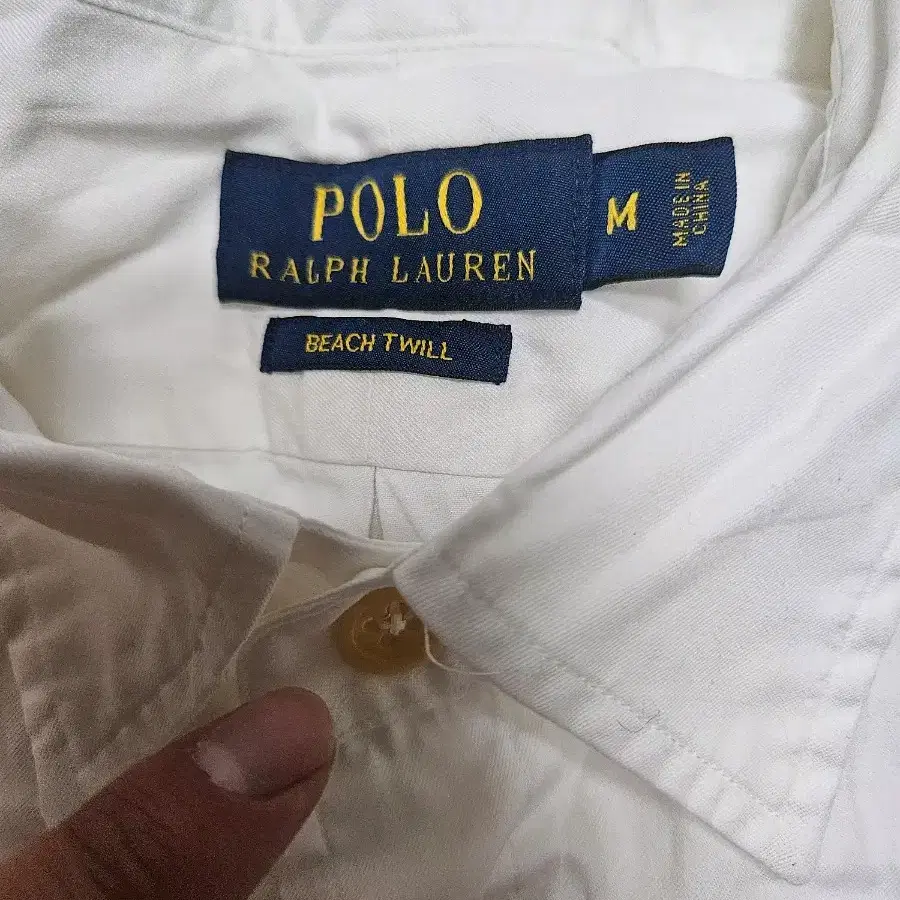 POLO
RALPH LAUREN
M
MADE IN
CHINA
BEACH TWILL